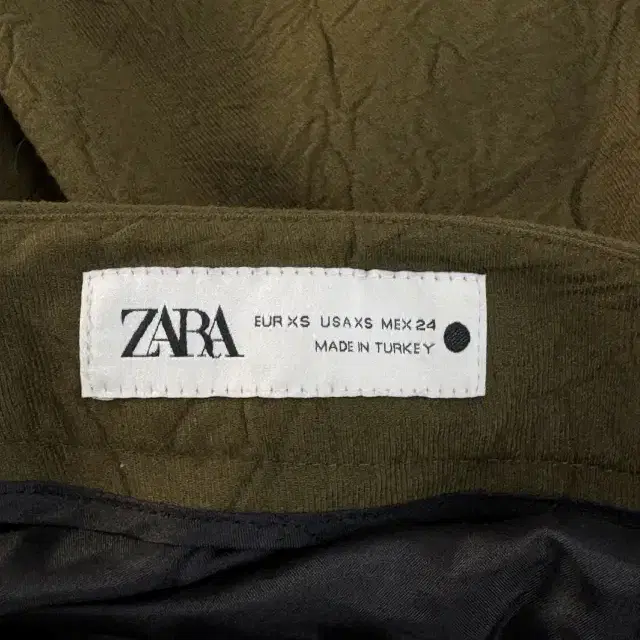 ZARA
EUR XS USA XS MEX 24
MADE IN TURKEY